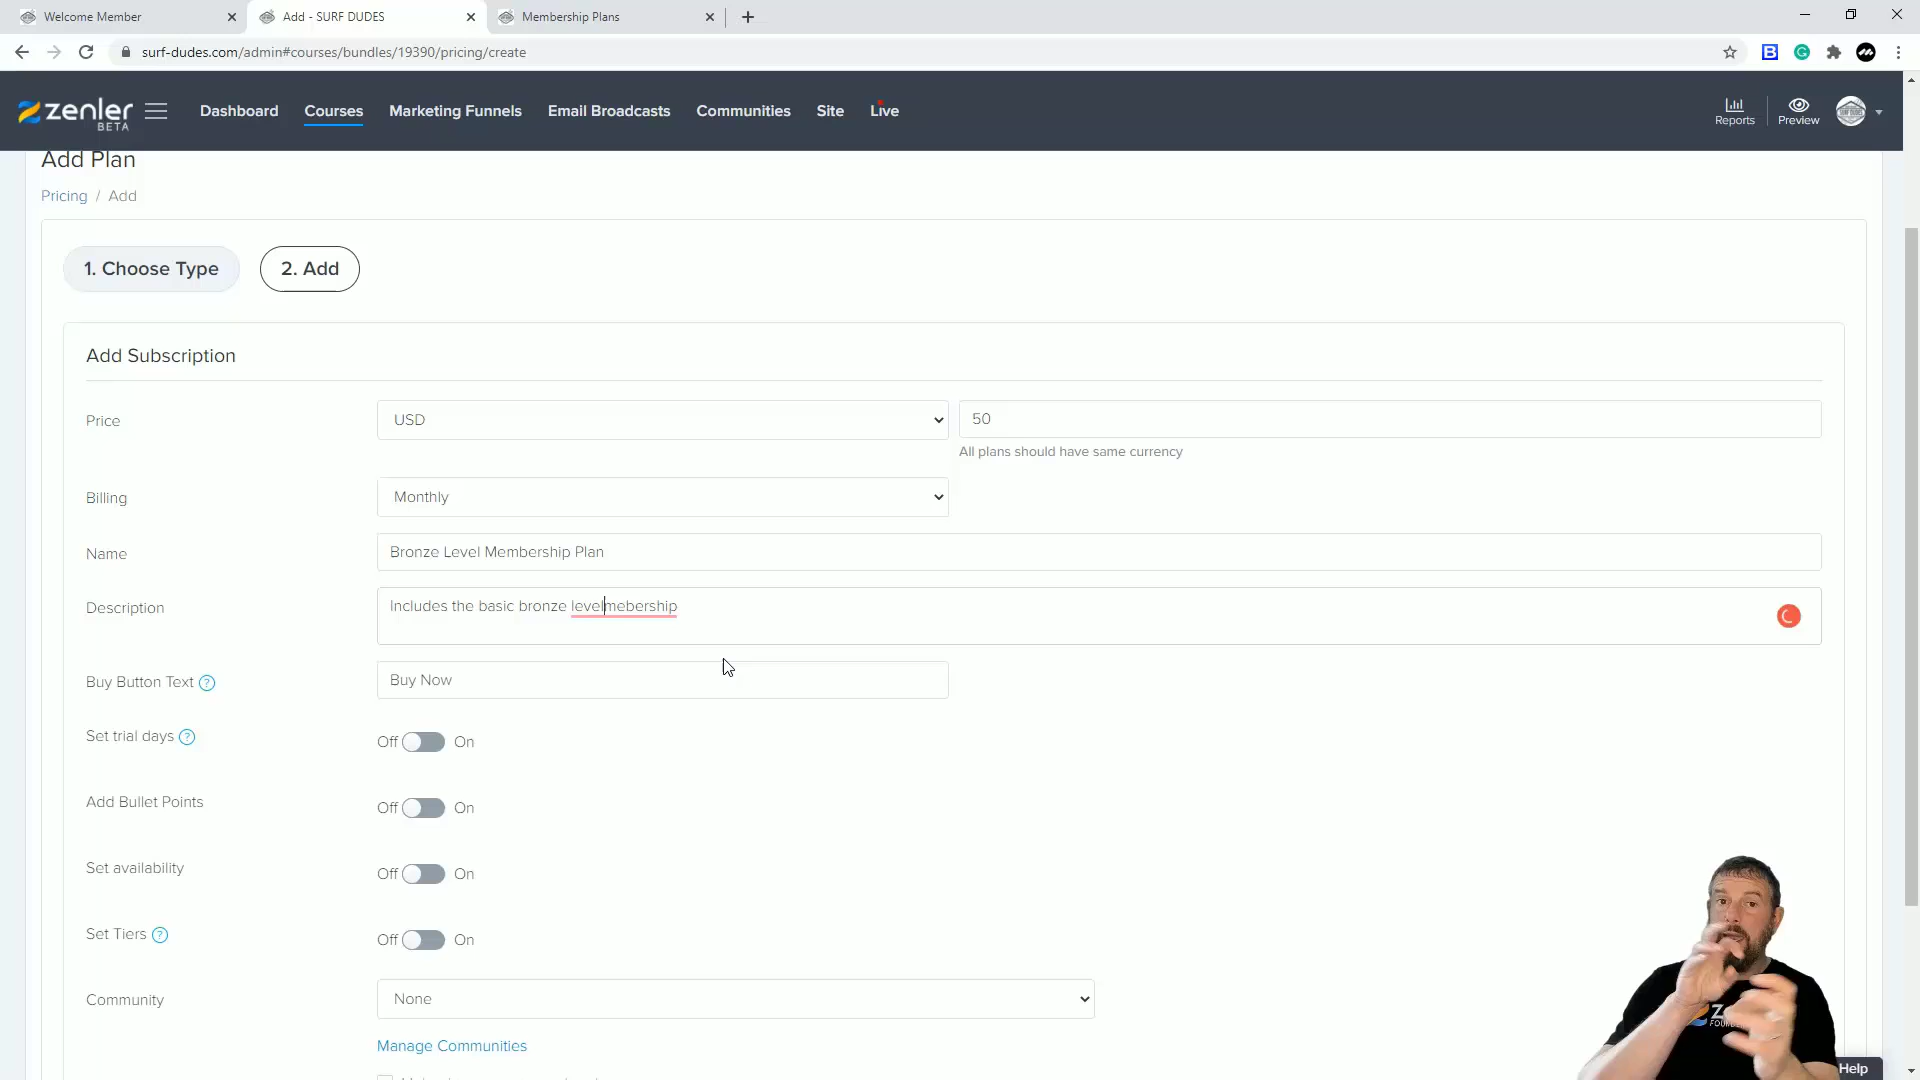 Welcome Member
Add - SURF DUDES
Membership Plans
surf-dudes.com/admin#courses/bundles/19390/pricing/create
zenler BETA
Dashboard
Courses
Marketing Funnels
Email Broadcasts
Communities
Site
Live
Reports
Preview
Add Plan
Pricing / Add
1. Choose Type
2. Add
Add Subscription
Price
USD
50
All plans should have same currency
Billing
Monthly
Name
Bronze Level Membership Plan
Description
Includes the basic bronze levelmebership
Buy Button Text ?
Buy Now
Set trial days ?
Off On
Add Bullet Points
Off On
Set availability
Off On
Set Tiers ?
Off On
Community
None
Manage Communities
Help